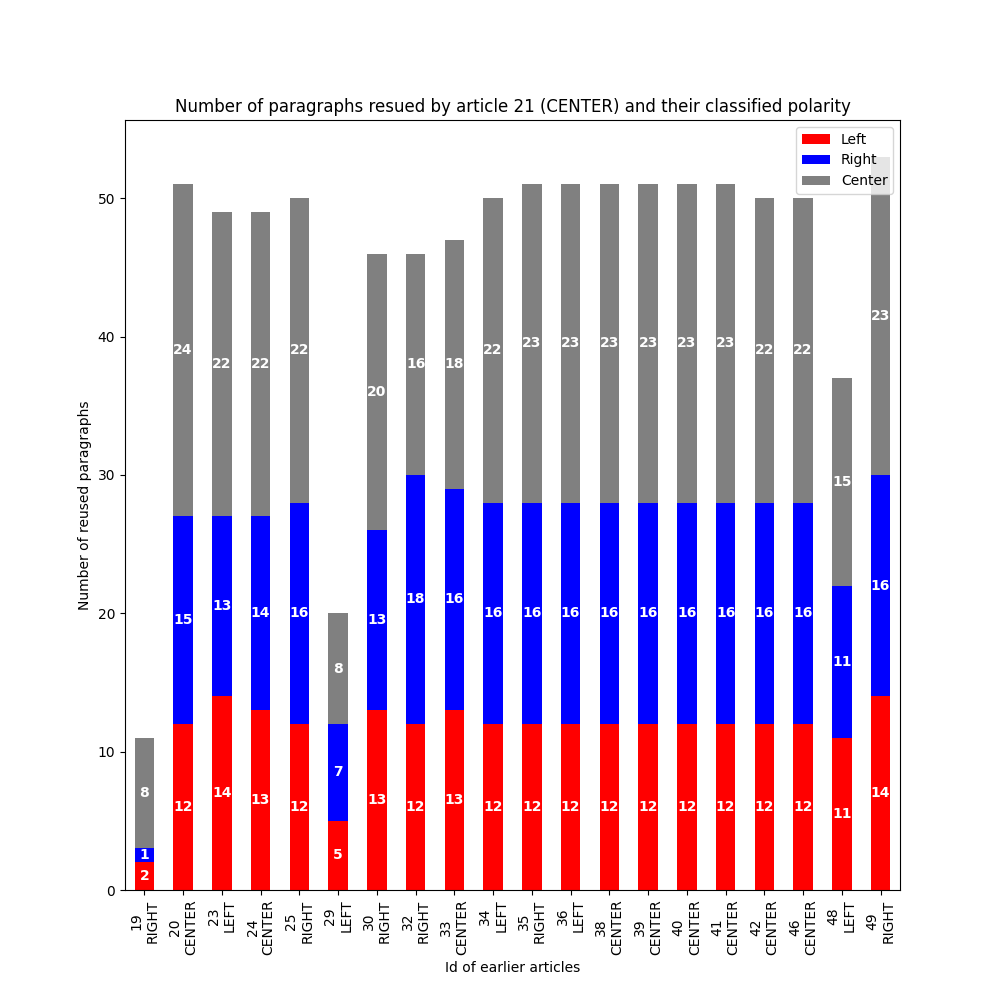 Number of paragraphs resued by article 21 (CENTER) and their classified polarity
Left
Right
Center
Number of reused paragraphs
50
40
30
20
10
0
8 24 22 22 22 8 20 16 18 22 23 23 23 23 23 23 22 22 15 23
1 15 13 14 16 7 13 18 16 16 16 16 16 16 16 16 16 16 11 16
2 12 14 13 12 5 13 12 13 12 12 12 12 12 12 12 12 12 11 14
19
RIGHT
20
CENTER
23
LEFT
24
CENTER
25
RIGHT
29
LEFT
30
RIGHT
32
RIGHT
33
CENTER
34
LEFT
35
RIGHT
36
LEFT
38
CENTER
39
CENTER
40
CENTER
41
CENTER
42
CENTER
46
CENTER
48
LEFT
49
RIGHT
Id of earlier articles